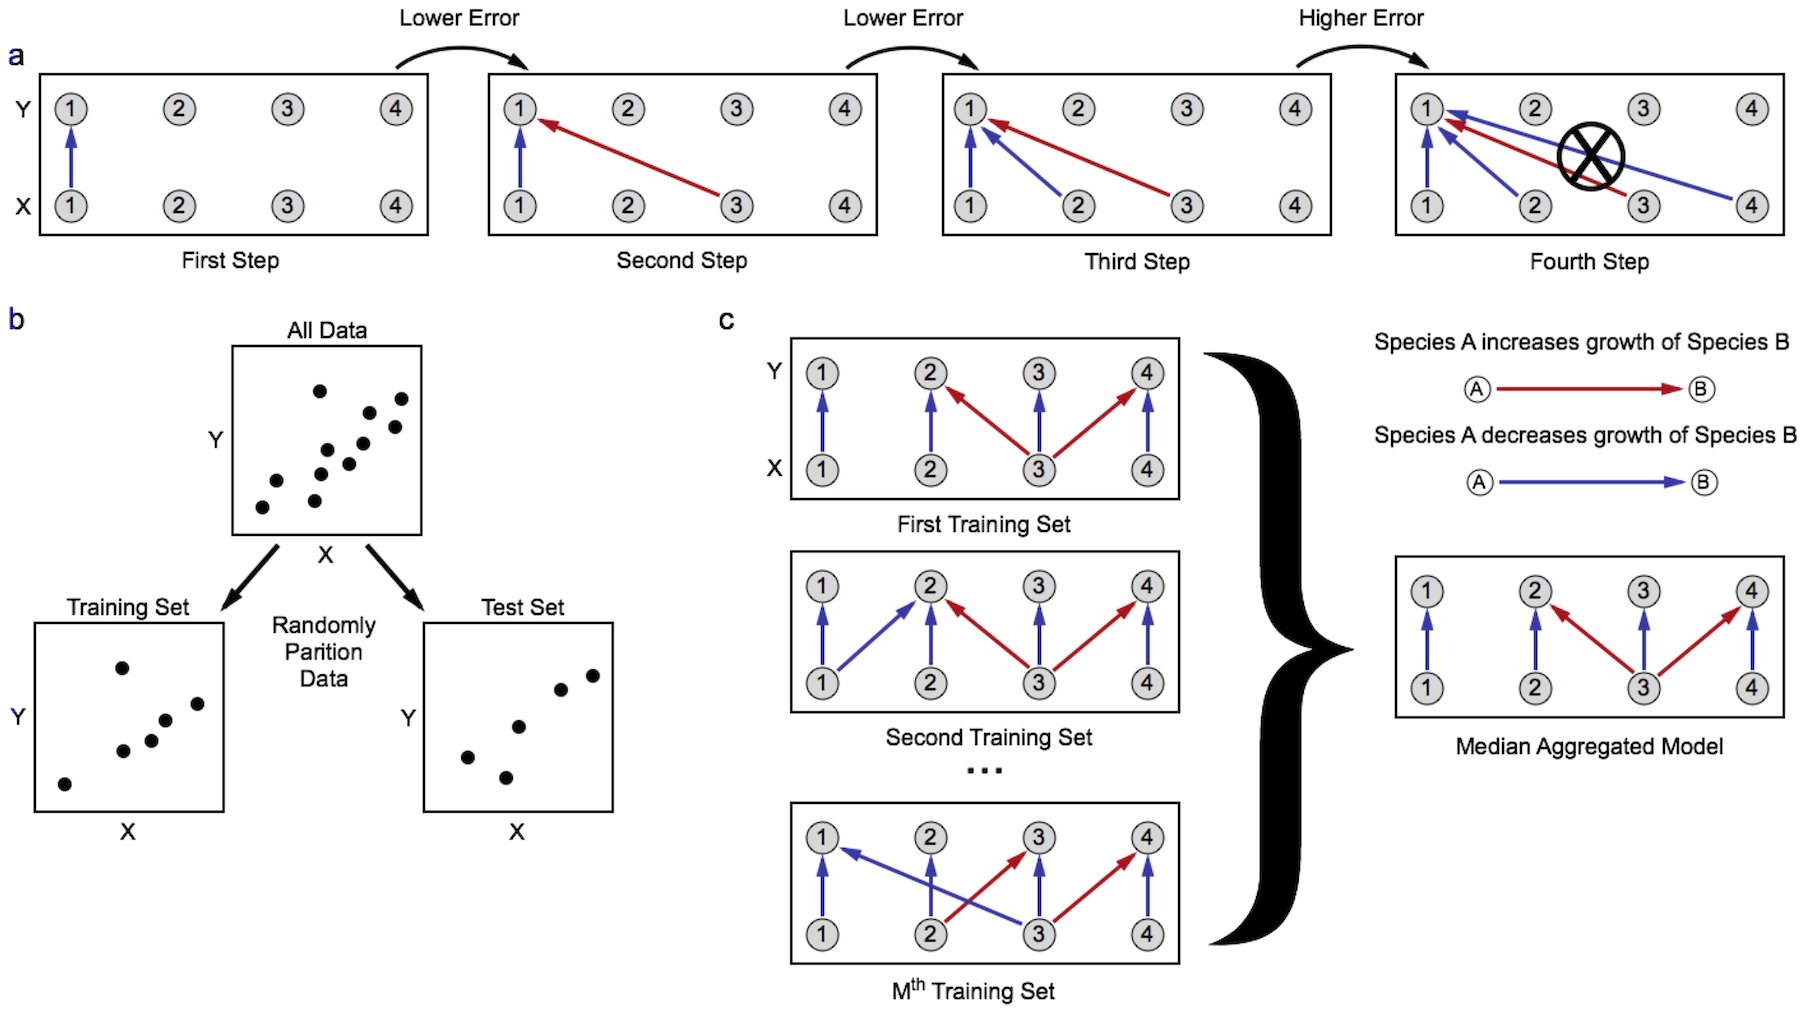 Lower Error
Lower Error
Higher Error
a
Y 1 2 3 4
X 1 2 3 4
First Step
1 2 3 4
1 2 3 4
Second Step
1 2 3 4
1 2 3 4
Third Step
1 2 3 4
1 2 3 4
Fourth Step
b
All Data
Y
X
Training Set
Y
X
Randomly
Parition
Data
Test Set
Y
X
c
Y 1 2 3 4
X 1 2 3 4
First Training Set
1 2 3 4
1 2 3 4
Second Training Set
...
1 2 3 4
1 2 3 4
Mth Training Set
Species A increases growth of Species B
A B
Species A decreases growth of Species B
A B
1 2 3 4
1 2 3 4
Median Aggregated Model